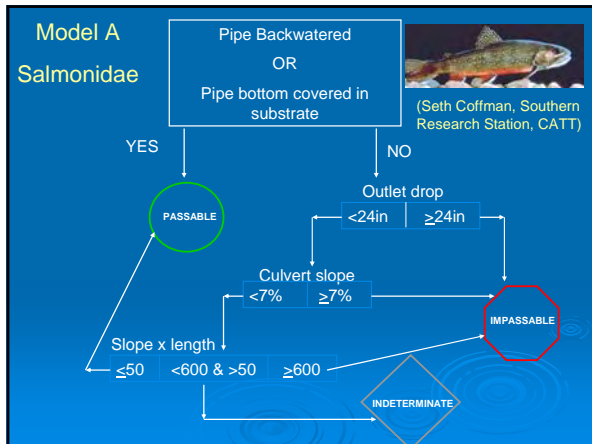 Model A
Salmonidae
Pipe Backwatered
OR
Pipe bottom covered in
substrate
(Seth Coffman, Southern
Research Station, CATT)
YES
NO
PASSABLE
Outlet drop
<24in ≥24in
Culvert slope
<7% ≥7%
IMPASSABLE
Slope x length
≤50 <600 & >50 ≥600
INDETERMINATE